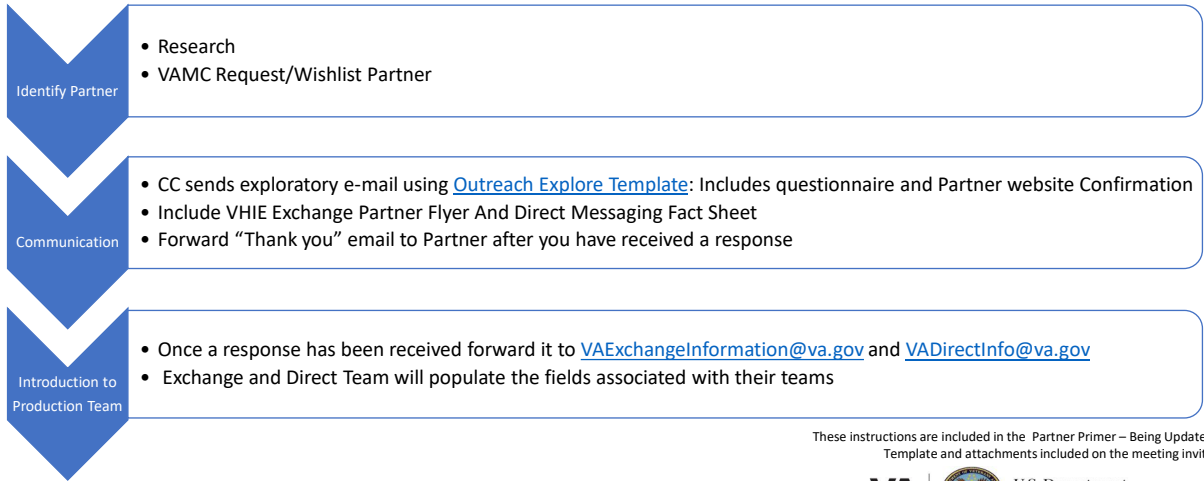 • Research
• VAMC Request/Wishlist Partner
Identify Partner
• CC sends exploratory e-mail using Outreach Explore Template: Includes questionnaire and Partner website Confirmation
• Include VHIE Exchange Partner Flyer And Direct Messaging Fact Sheet
Communication
• Forward “Thank you” email to Partner after you have received a response
• Once a response has been received forward it to VAExchangeInformation@va.gov and VADirectInfo@va.gov
Introduction to
Production Team
• Exchange and Direct Team will populate the fields associated with their teams
These instructions are included in the Partner Primer – Being Update
Template and attachments included on the meeting invit